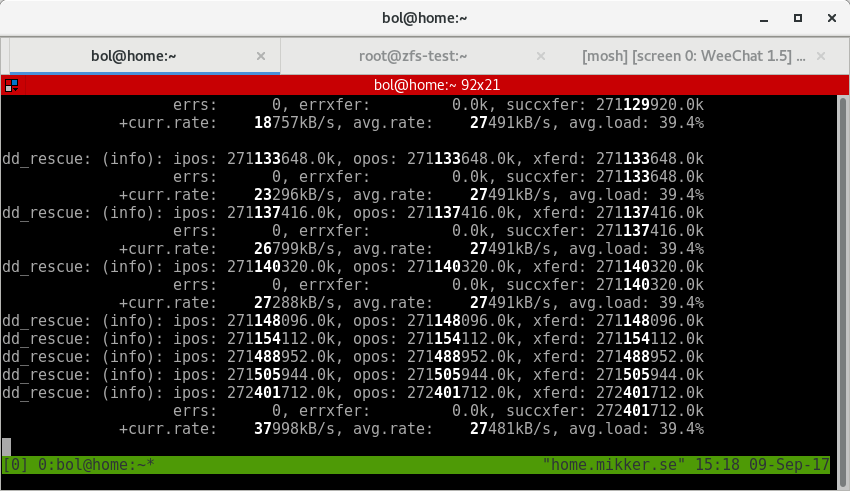 bol@home:~
bol@home:~
root@zfs-test:~
[mosh] [screen 0: WeeChat 1.5] ...
bol@home:~ 92x21
errs: 0, errxfer: 0.0k, succxfer: 271129920.0k
+curr.rate: 18757kB/s, avg.rate: 27491kB/s, avg.load: 39.4%
dd_rescue: (info): ipos: 271133648.0k, opos: 271133648.0k, xferd: 271133648.0k
errs: 0, errxfer: 0.0k, succxfer: 271133648.0k
+curr.rate: 23296kB/s, avg.rate: 27491kB/s, avg.load: 39.4%
dd_rescue: (info): ipos: 271137416.0k, opos: 271137416.0k, xferd: 271137416.0k
errs: 0, errxfer: 0.0k, succxfer: 271137416.0k
+curr.rate: 26799kB/s, avg.rate: 27491kB/s, avg.load: 39.4%
dd_rescue: (info): ipos: 271140320.0k, opos: 271140320.0k, xferd: 271140320.0k
errs: 0, errxfer: 0.0k, succxfer: 271140320.0k
+curr.rate: 27288kB/s, avg.rate: 27491kB/s, avg.load: 39.4%
dd_rescue: (info): ipos: 271148096.0k, opos: 271148096.0k, xferd: 271148096.0k
dd_rescue: (info): ipos: 271154112.0k, opos: 271154112.0k, xferd: 271154112.0k
dd_rescue: (info): ipos: 271488952.0k, opos: 271488952.0k, xferd: 271488952.0k
dd_rescue: (info): ipos: 271505944.0k, opos: 271505944.0k, xferd: 271505944.0k
dd_rescue: (info): ipos: 272401712.0k, opos: 272401712.0k, xferd: 272401712.0k
errs: 0, errxfer: 0.0k, succxfer: 272401712.0k
+curr.rate: 37998kB/s, avg.rate: 27481kB/s, avg.load: 39.4%
[0] 0:bol@home:~* "home.mikker.se" 15:18 09-Sep-17